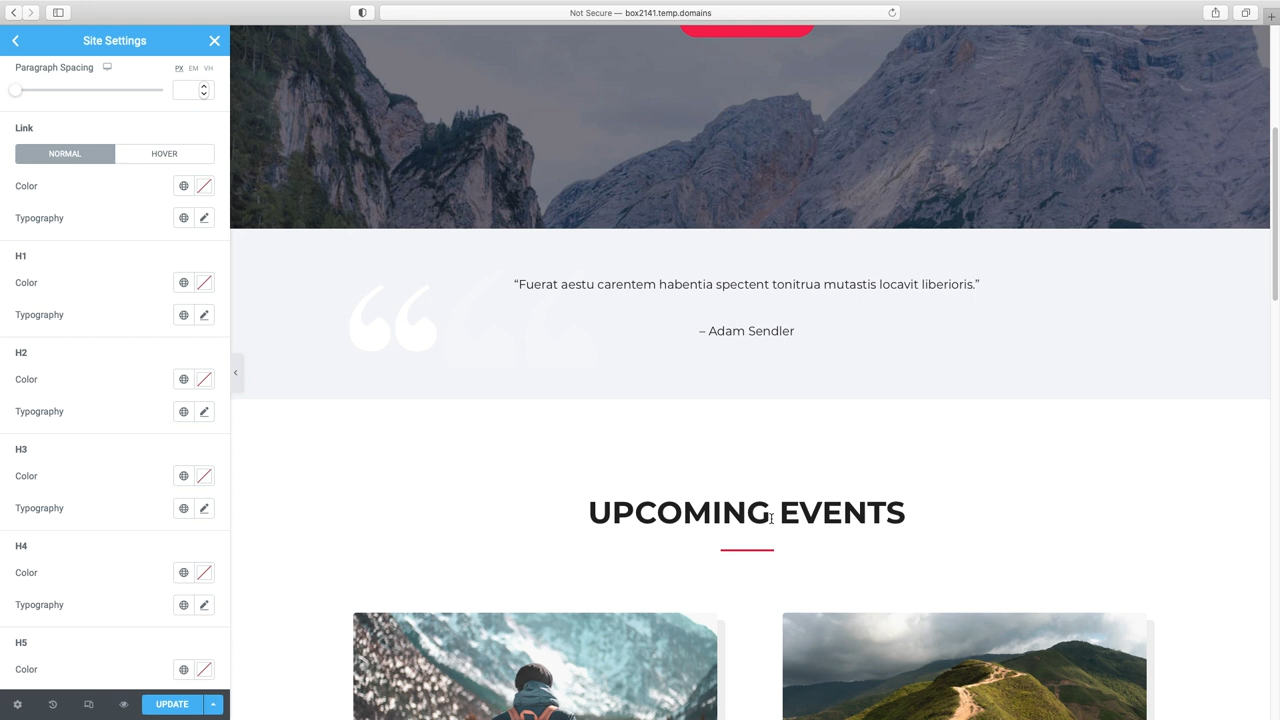 Not Secure — box2141.temp.domains
Site Settings
Paragraph Spacing PX EM VH
Link
NORMAL HOVER
Color
Typography
H1
Color
Typography
H2
Color
Typography
H3
Color
Typography
H4
Color
Typography
H5
Color
UPDATE
“Fuerat aestu carentem habentia spectent tonitrua mutastis locavit liberioris.”
– Adam Sendler
UPCOMING EVENTS